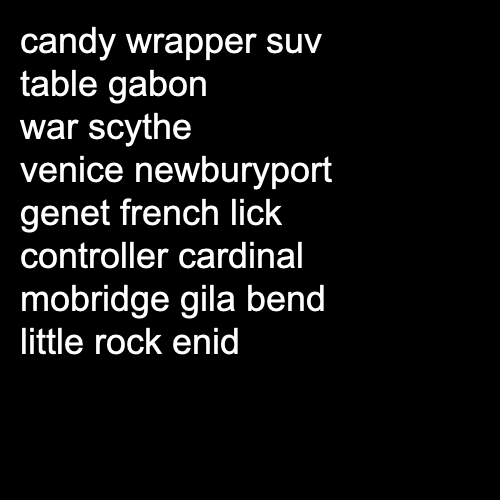 candy wrapper suv
table gabon
war scythe
venice newburyport
genet french lick
controller cardinal
mobridge gila bend
little rock enid